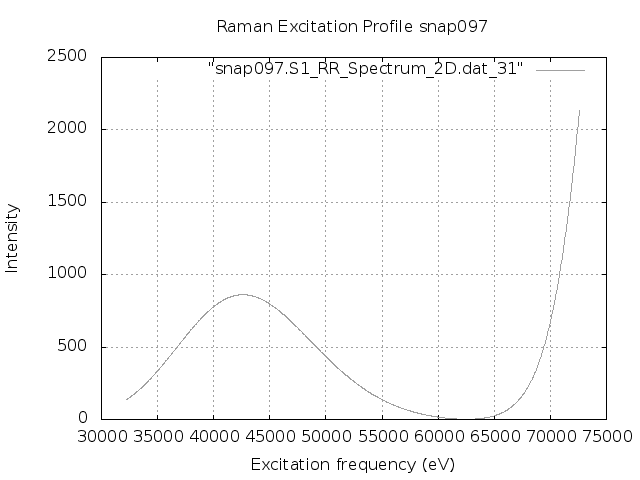 Raman Excitation Profile snap097
"snap097.S1_RR_Spectrum_2D.dat_31"
2500
2000
1500
1000
500
0
Intensity
30000 35000 40000 45000 50000 55000 60000 65000 70000 75000
Excitation frequency (eV)